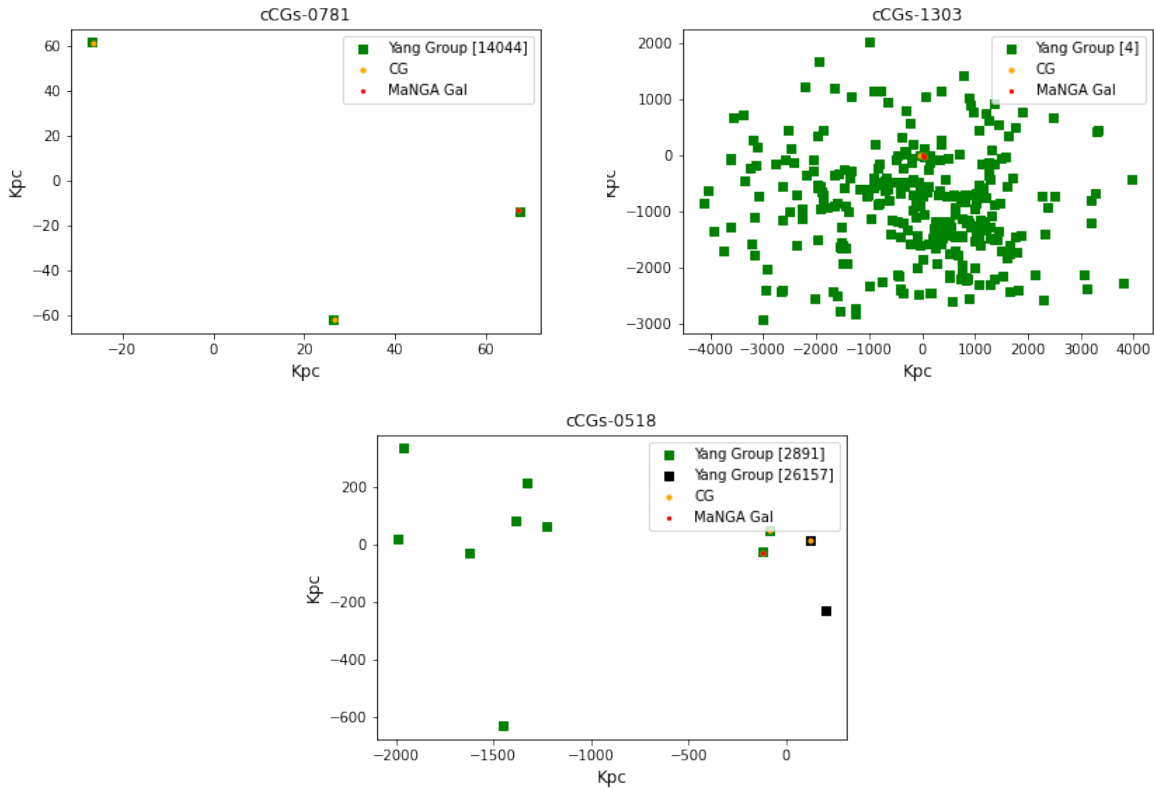 cCGs-0781
60
40
20
0
−20
−40
−60
Kpc
Yang Group [14044]
CG
MaNGA Gal
−20
0
20
40
60
Kpc
cCGs-1303
2000
1000
0
−1000
−2000
−3000
Kpc
Yang Group [4]
CG
MaNGA Gal
−4000
−3000
−2000
−1000
0
1000
2000
3000
4000
Kpc
cCGs-0518
200
0
−200
−400
−600
Kpc
Yang Group [2891]
Yang Group [26157]
CG
MaNGA Gal
−2000
−1500
−1000
−500
0
Kpc